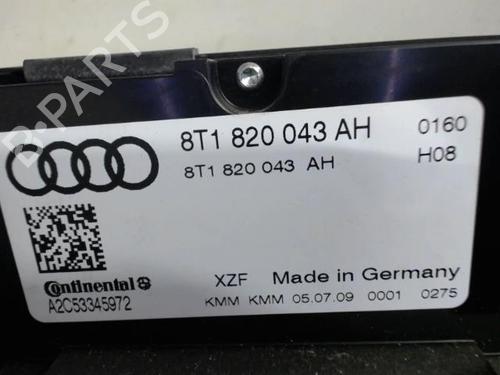 8T1 820 043 AH 0160
8T1 820 043 AH H08
Continental
A2C53345972
XZF Made in Germany
KMM KMM 05.07.09 0001 0275
B-PARTS